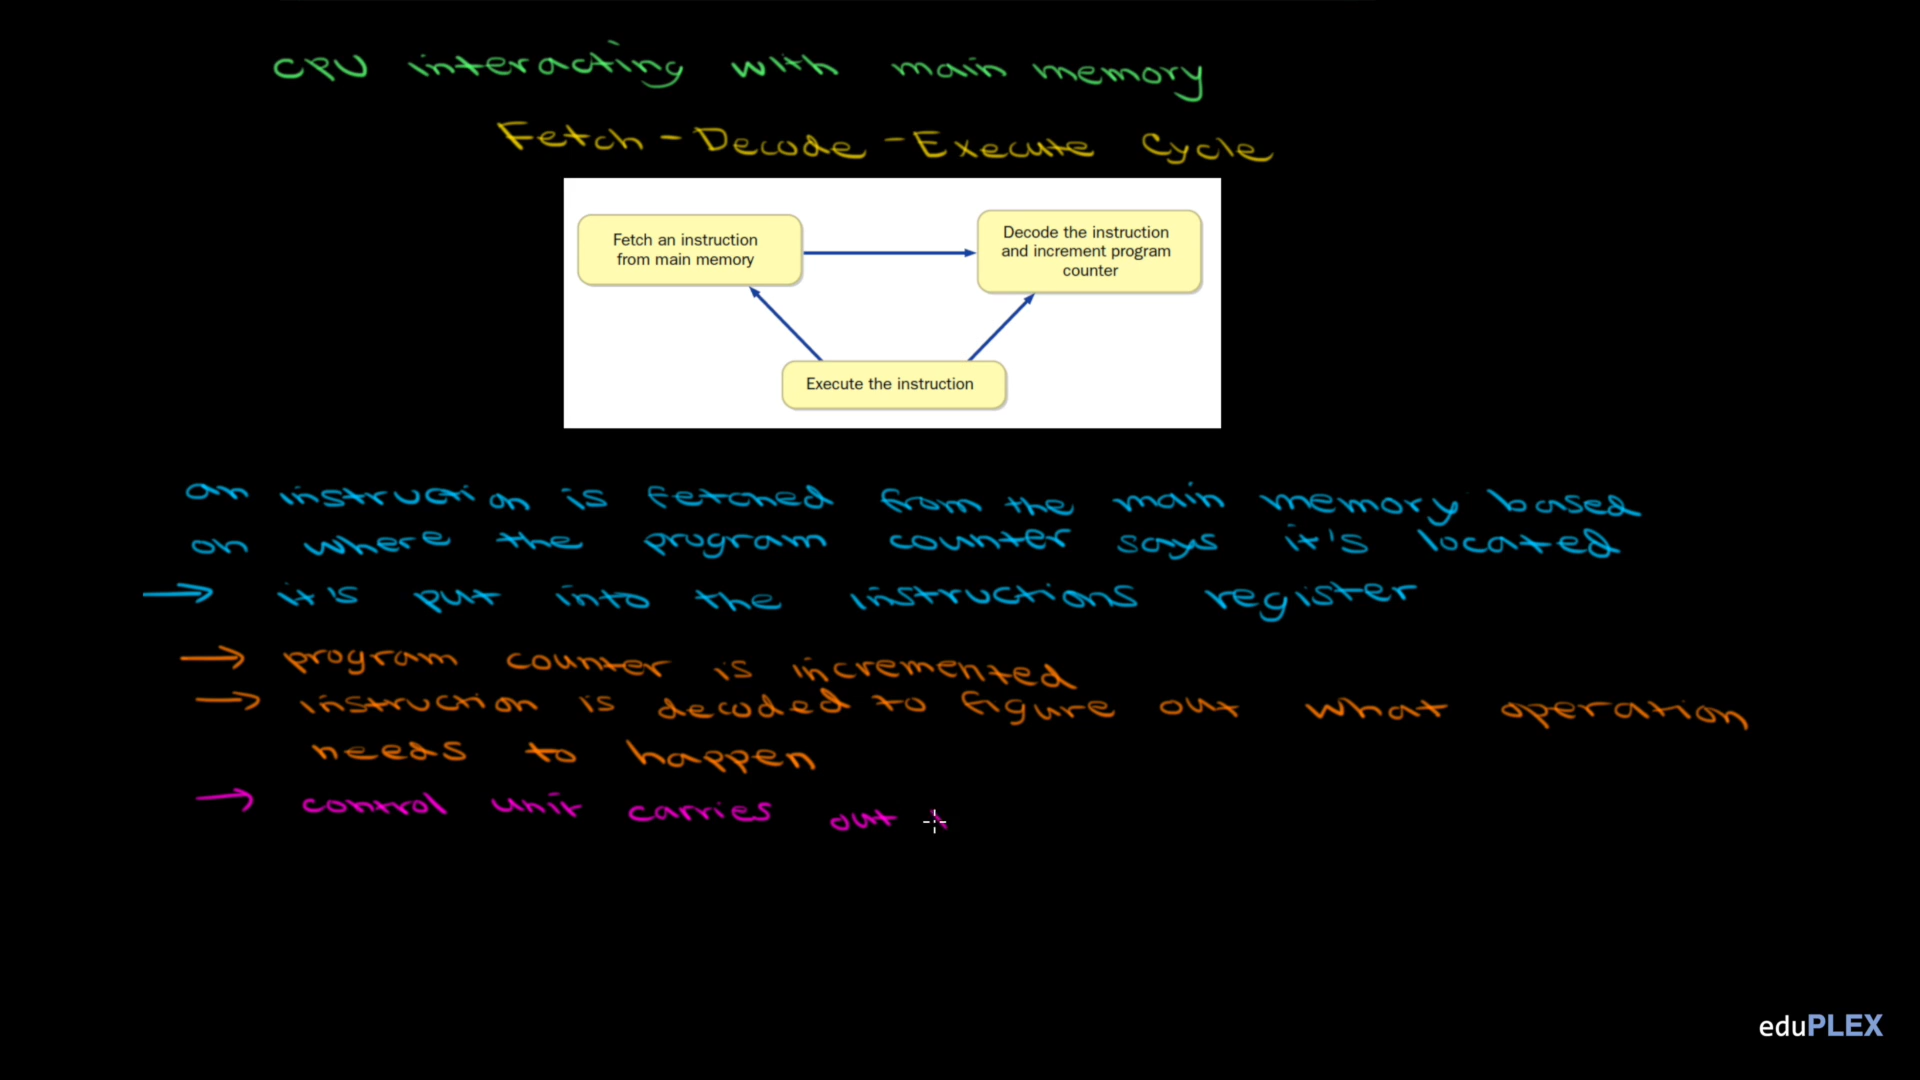 CPU interacting with main memory
Fetch-Decode-Execute Cycle
Fetch an instruction
from main memory
Decode the instruction
and increment program
counter
Execute the instruction
an instruction is fetched from the main memory based
on where the program counter says it's located
→ it's put into the instructions register
→ program counter is incremented
→ instruction is decoded to figure out what operation
needs to happen
→ control unit carries out
eduPLEX